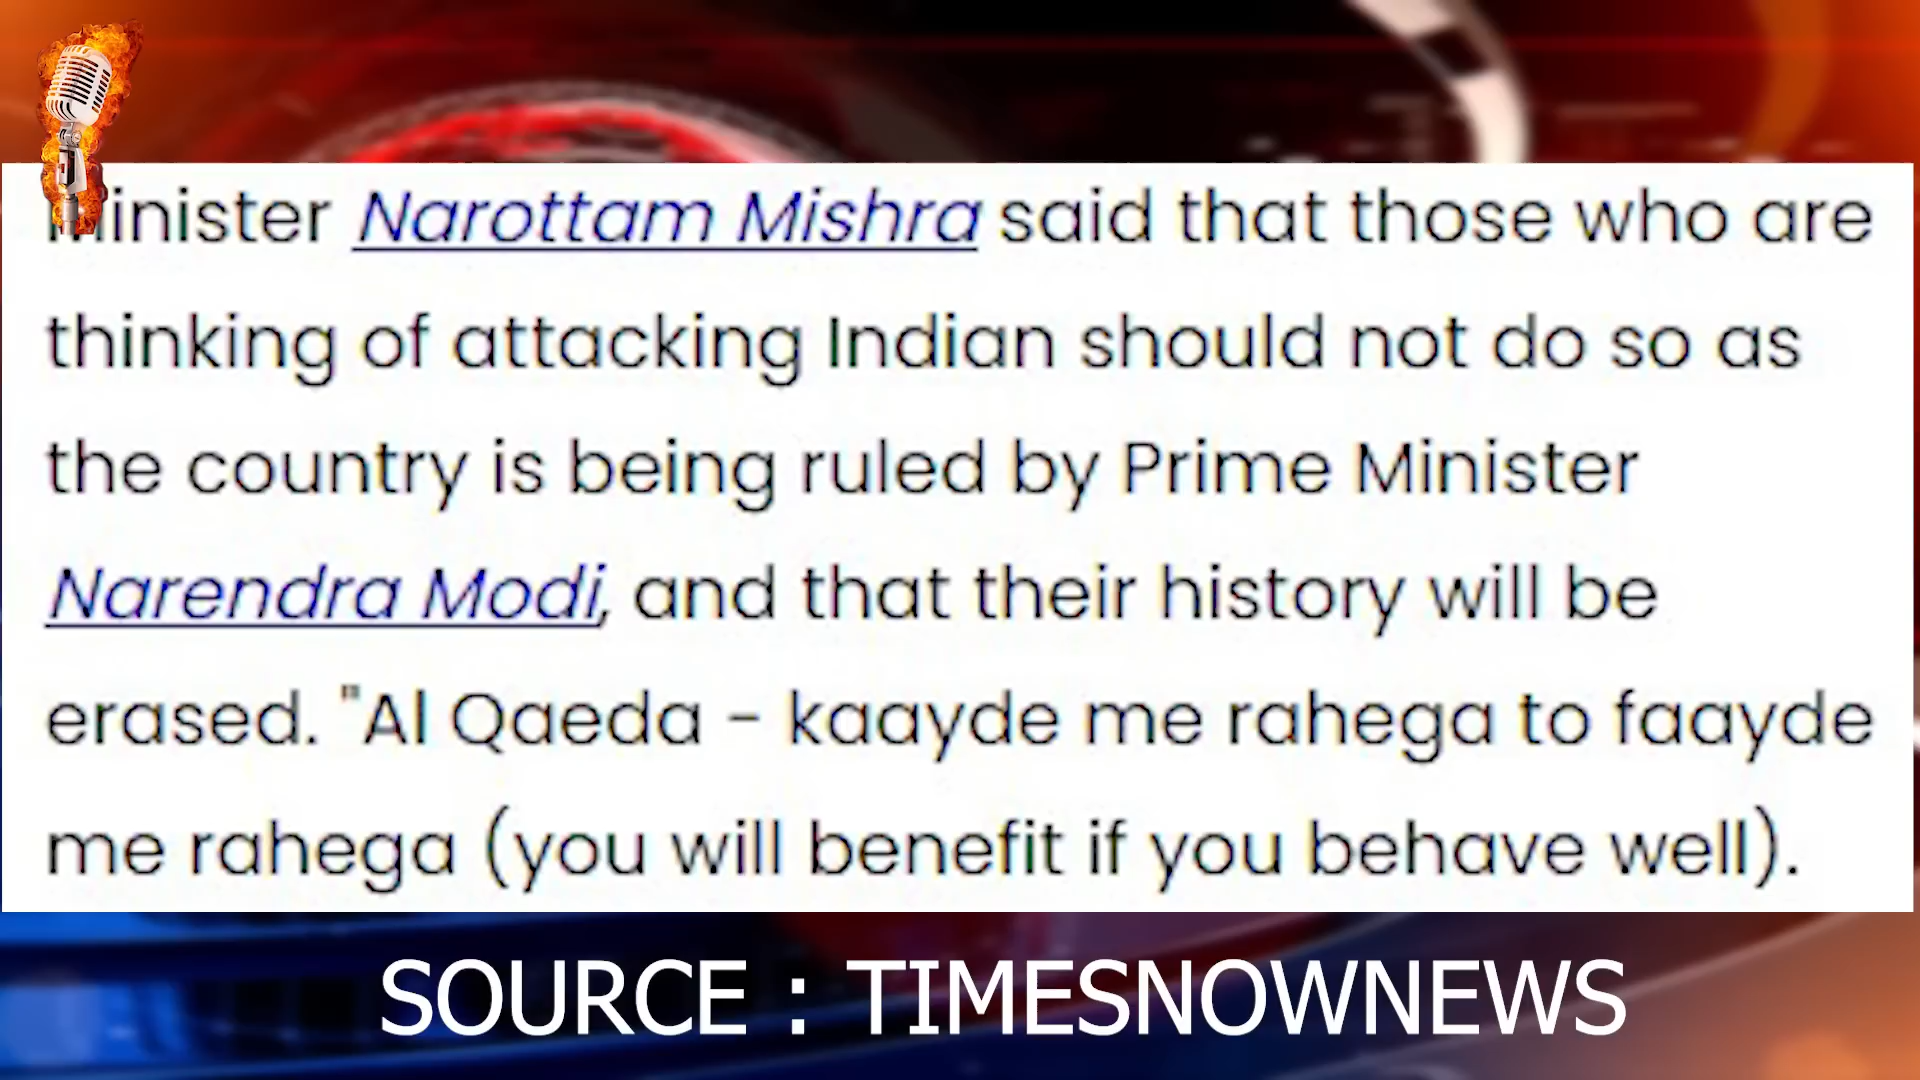 Minister Narottam Mishra said that those who are
thinking of attacking Indian should not do so as
the country is being ruled by Prime Minister
Narendra Modi, and that their history will be
erased. "Al Qaeda - kaayde me rahega to faayde
me rahega (you will benefit if you behave well).
SOURCE : TIMESNOWNEWS